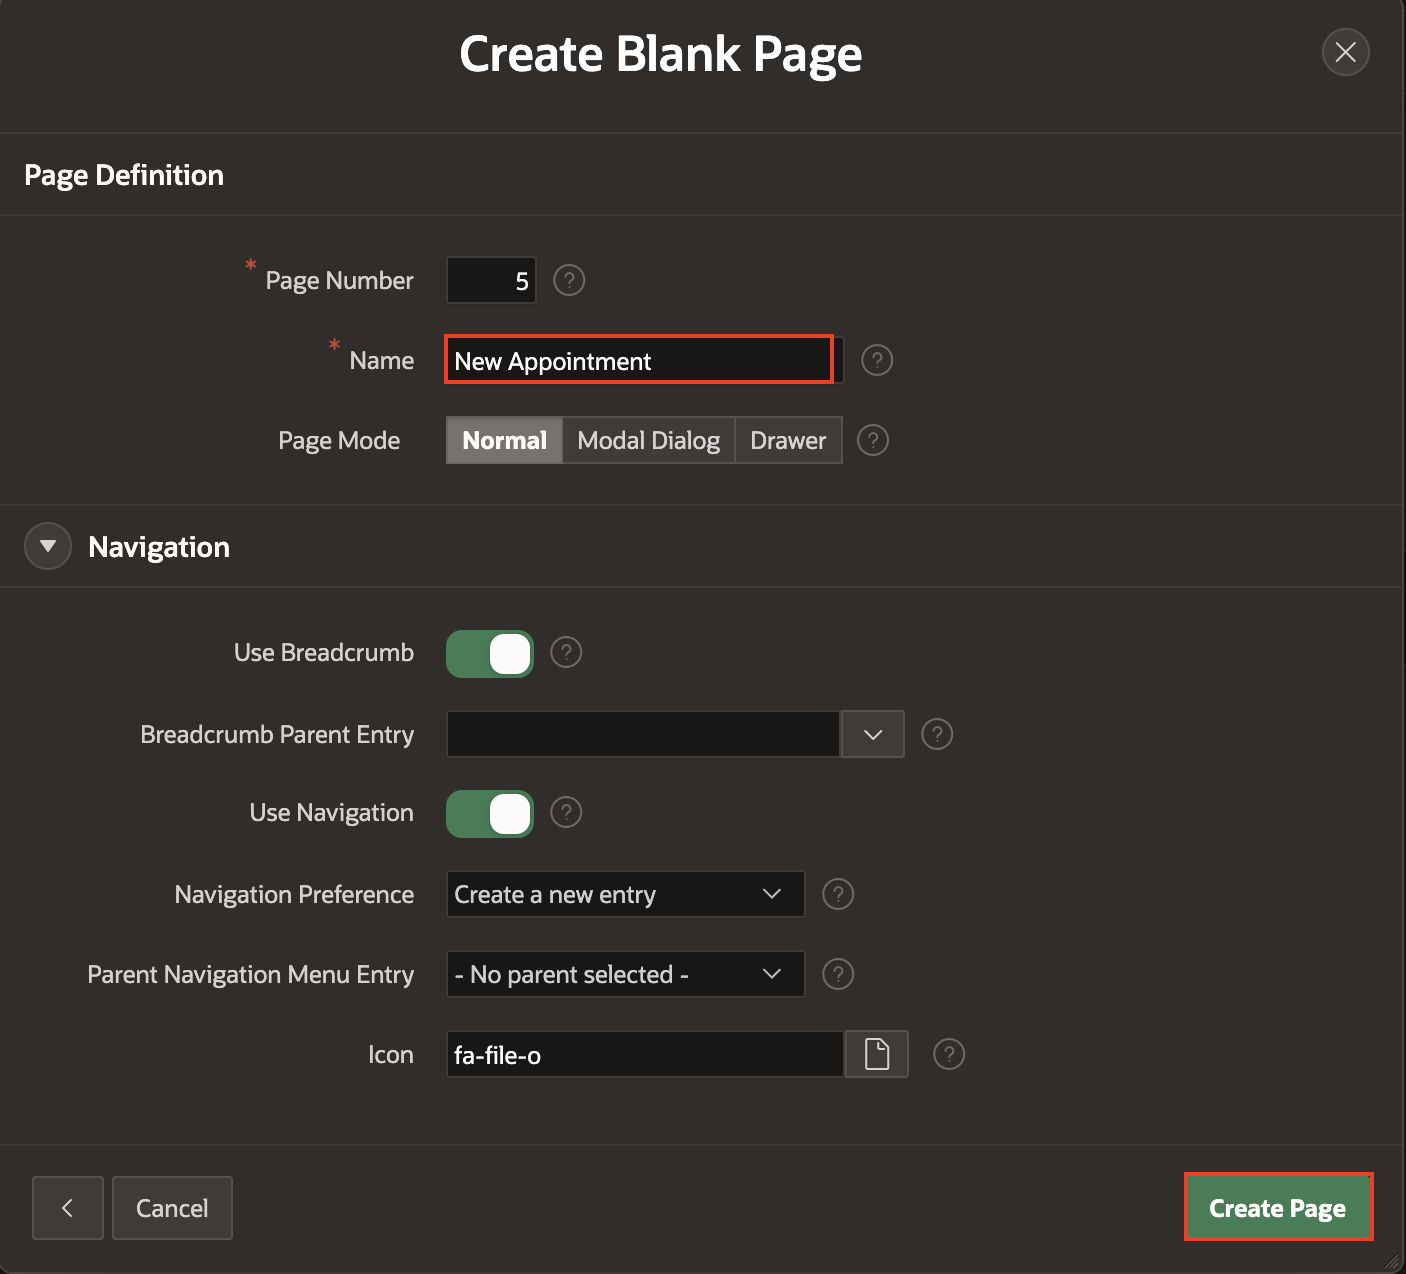 Create Blank Page
Page Definition
* Page Number 5 ?
* Name New Appointment ?
Page Mode Normal Modal Dialog Drawer ?
Navigation
Use Breadcrumb ?
Breadcrumb Parent Entry ?
Use Navigation ?
Navigation Preference Create a new entry ?
Parent Navigation Menu Entry - No parent selected - ?
Icon fa-file-o ?
Cancel Create Page